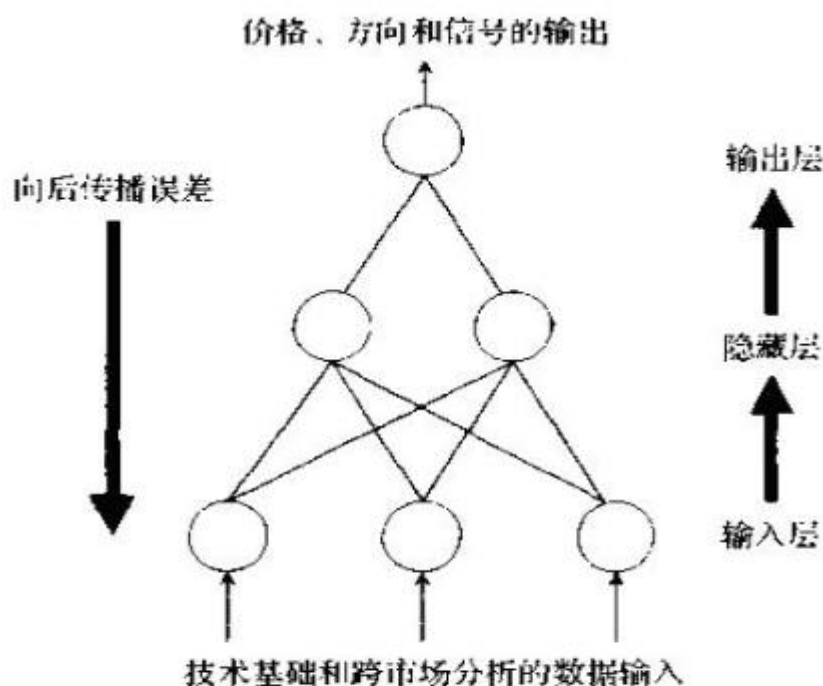 价格、方向和信号的输出
输出层
向后传播误差
隐藏层
输入层
技术基础和跨市场分析的数据输入